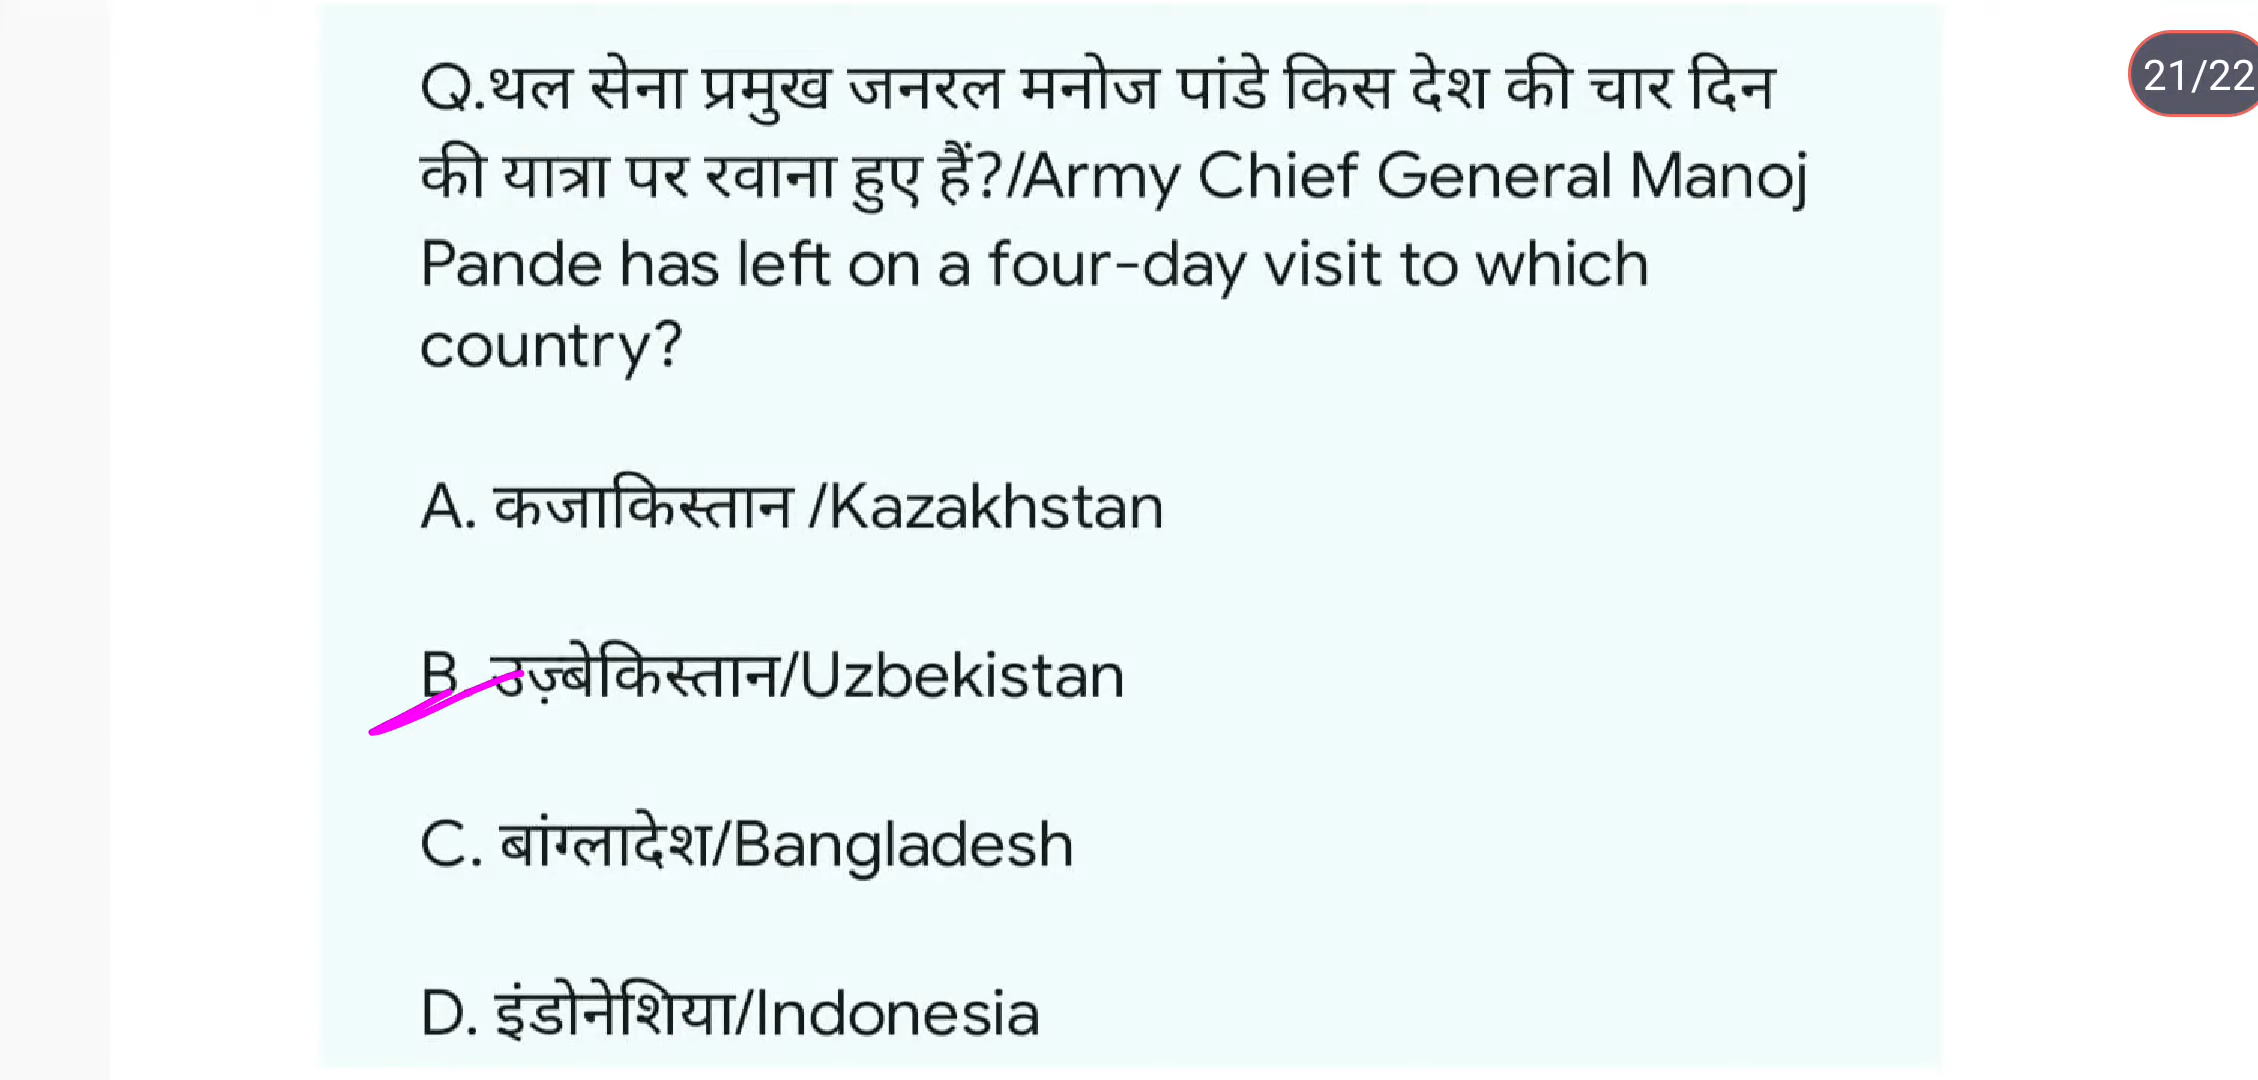 Q.थल सेना प्रमुख जनरल मनोज पांडे किस देश की चार दिन
की यात्रा पर रवाना हुए हैं?/Army Chief General Manoj
Pande has left on a four-day visit to which
country?
A. कजाकिस्तान /Kazakhstan
B. उज़्बेकिस्तान/Uzbekistan
C. बांग्लादेश/Bangladesh
D. इंडोनेशिया/Indonesia
21/22